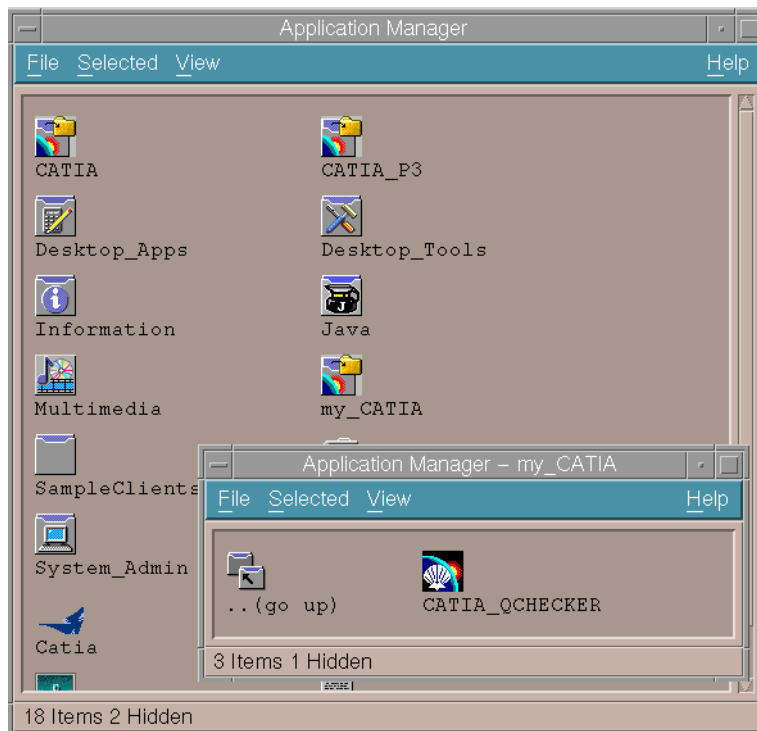 Application Manager
File Selected View Help
CATIA CATIA_P3
Desktop_Apps Desktop_Tools
Information Java
Multimedia my_CATIA
SampleClients
System_Admin
Catia
18 Items 2 Hidden
Application Manager – my_CATIA
File Selected View Help
..(go up) CATIA_QCHECKER
3 Items 1 Hidden